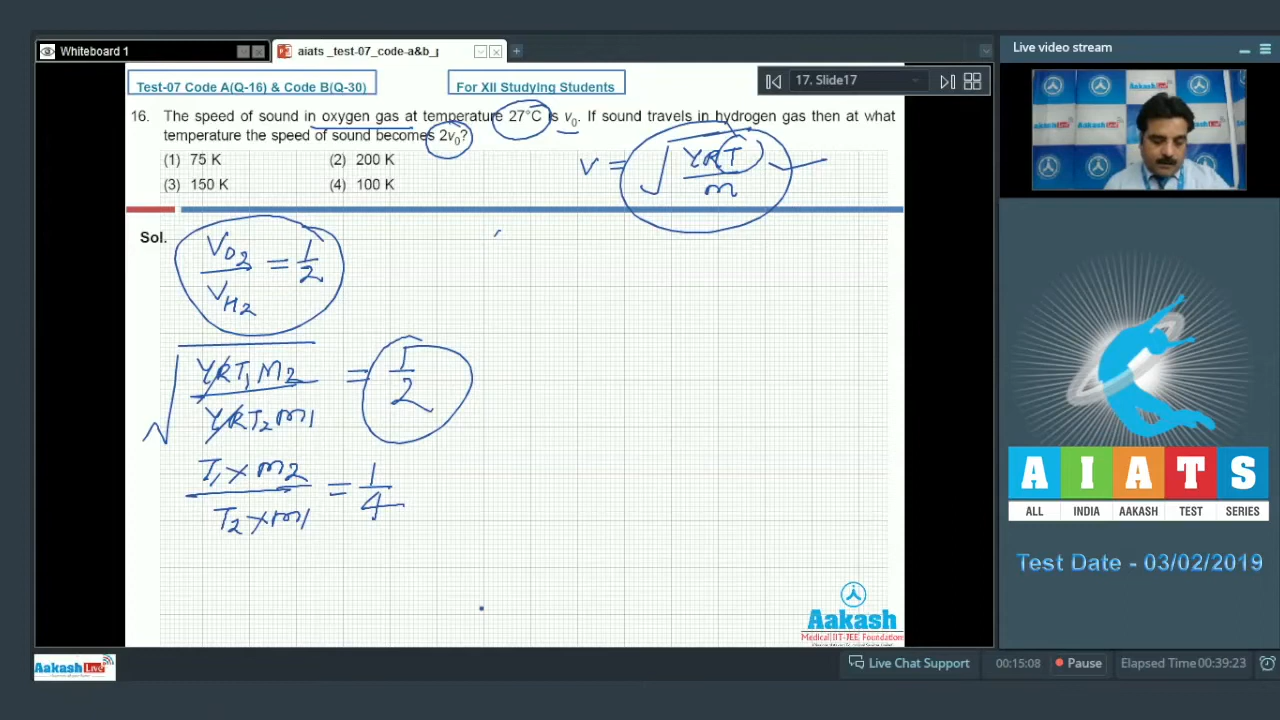 Whiteboard 1
aiats _test-07_code-a&b_
Live video stream
Test-07 Code A(Q-16) & Code B(Q-30)
For XII Studying Students
17. Slide17
16. The speed of sound in oxygen gas at temperature 27°C is v₀. If sound travels in hydrogen gas then at what
temperature the speed of sound becomes 2v₀?
(1) 75 K
(2) 200 K
(3) 150 K
(4) 100 K
V = √(γRT/m)
Sol.
V_O2 / V_H2 = 1/2
√(γRT1M2 / γRT2M1) = 1/2
T1 × M2 / T2 × M1 = 1/4
A I A T S
ALL INDIA AAKASH TEST SERIES
Test Date - 03/02/2019
Aakash
Medical|IIT-JEE|Foundations
Aakash Live
Live Chat Support
00:15:08
Pause
Elapsed Time 00:39:23